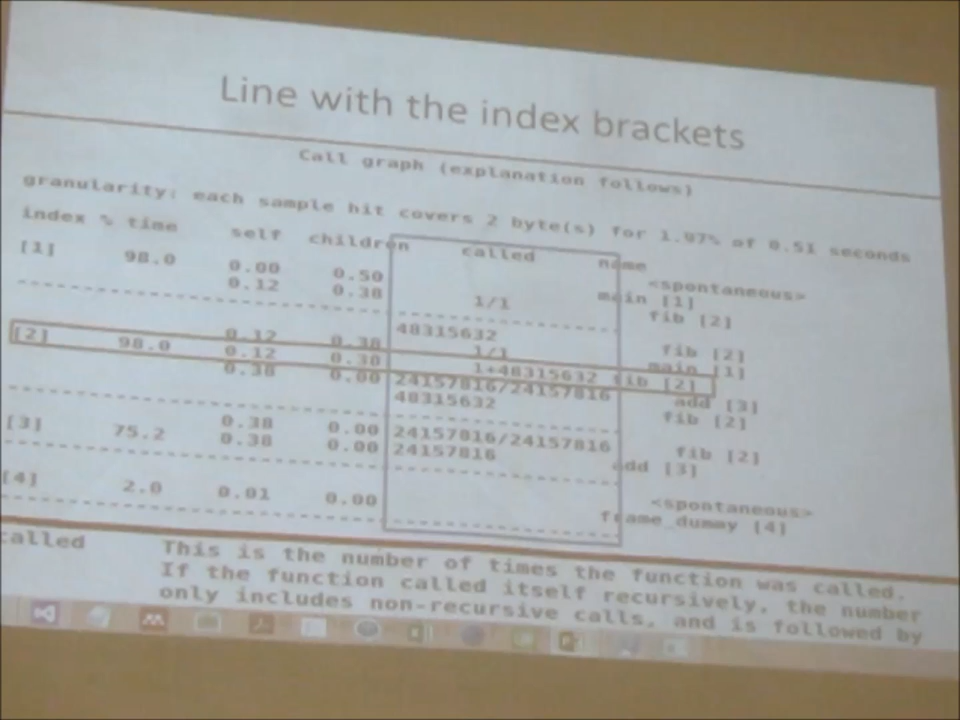 Line with the index brackets
Call graph (explanation follows)
granularity: each sample hit covers 2 byte(s) for 1.97% of 0.51 seconds
index % time self children called name
<spontaneous>
[1] 98.0 0.00 0.50 main [1]
0.12 0.38 1/1 fib [2]
-----------------------------------------------
48315632 fib [2]
0.12 0.38 1/1 main [1]
[2] 98.0 0.12 0.38 1+48315632 fib [2]
0.38 0.00 24157816/24157816 add [3]
48315632 fib [2]
-----------------------------------------------
0.38 0.00 24157816/24157816 fib [2]
[3] 75.2 0.38 0.00 24157816 add [3]
-----------------------------------------------
<spontaneous>
[4] 2.0 0.01 0.00 frame_dummy [4]
-----------------------------------------------
called This is the number of times the function was called.
If the function called itself recursively, the number
only includes non-recursive calls, and is followed by